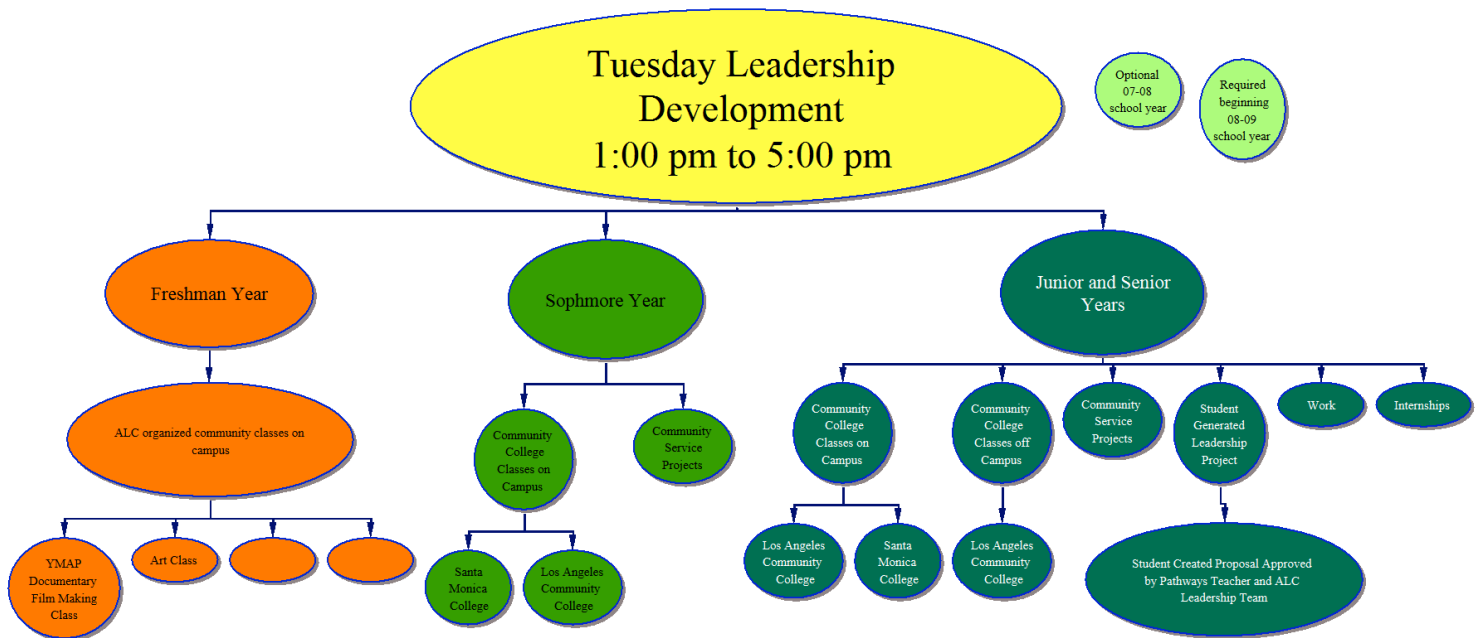 Tuesday Leadership
Development
1:00 pm to 5:00 pm
Optional
07-08
school year
Required
beginning
08-09
school year
Freshman Year
Sophmore Year
Junior and Senior
Years
ALC organized community classes on
campus
Community
College
Classes on
Campus
Community
Service
Projects
Community
College
Classes on
Campus
Community
College
Classes off
Campus
Community
Service
Projects
Student
Generated
Leadership
Project
Work
Internships
YMAP
Documentary
Film Making
Class
Art Class
Santa
Monica
College
Los Angeles
Community
College
Los Angeles
Community
College
Santa
Monica
College
Los Angeles
Community
College
Student Created Proposal Approved
by Pathways Teacher and ALC
Leadership Team